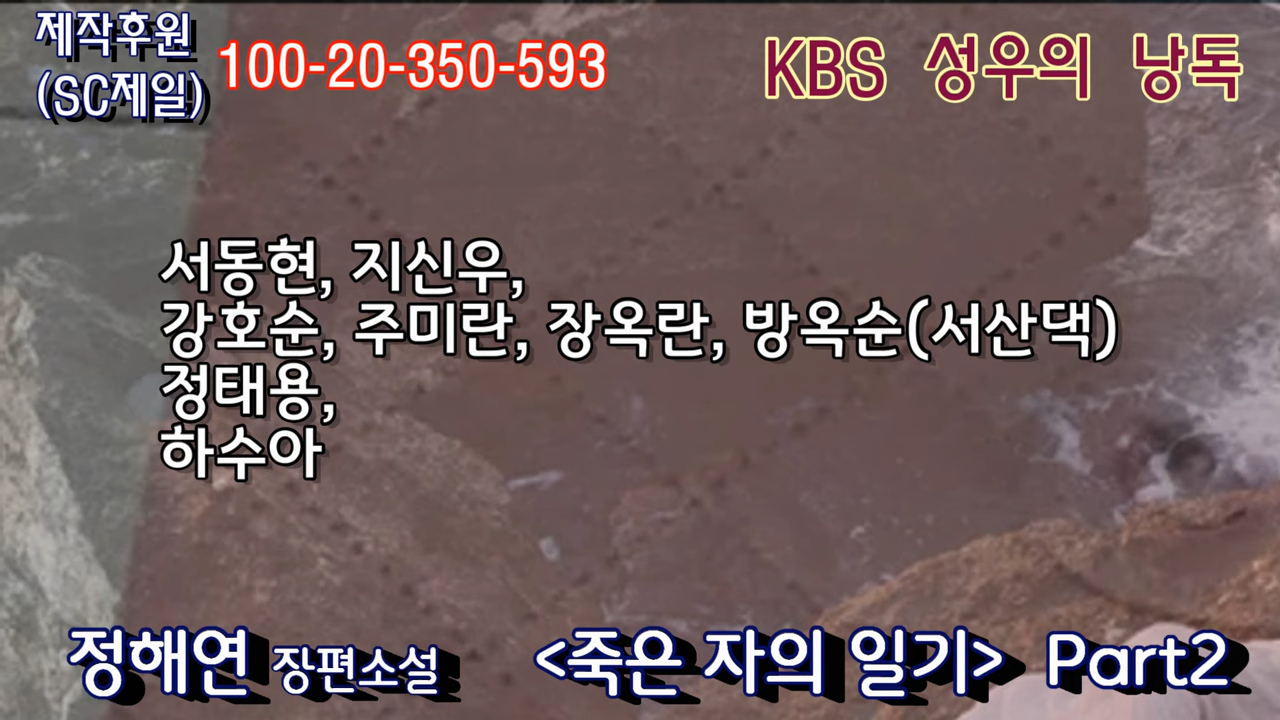 제작후원
(SC제일)
100-20-350-593
KBS 성우의 낭독
서동현, 지신우,
강호순, 주미란, 장옥란, 방옥순(서산댁)
정태용,
하수아
정해연 장편소설 <죽은 자의 일기> Part2